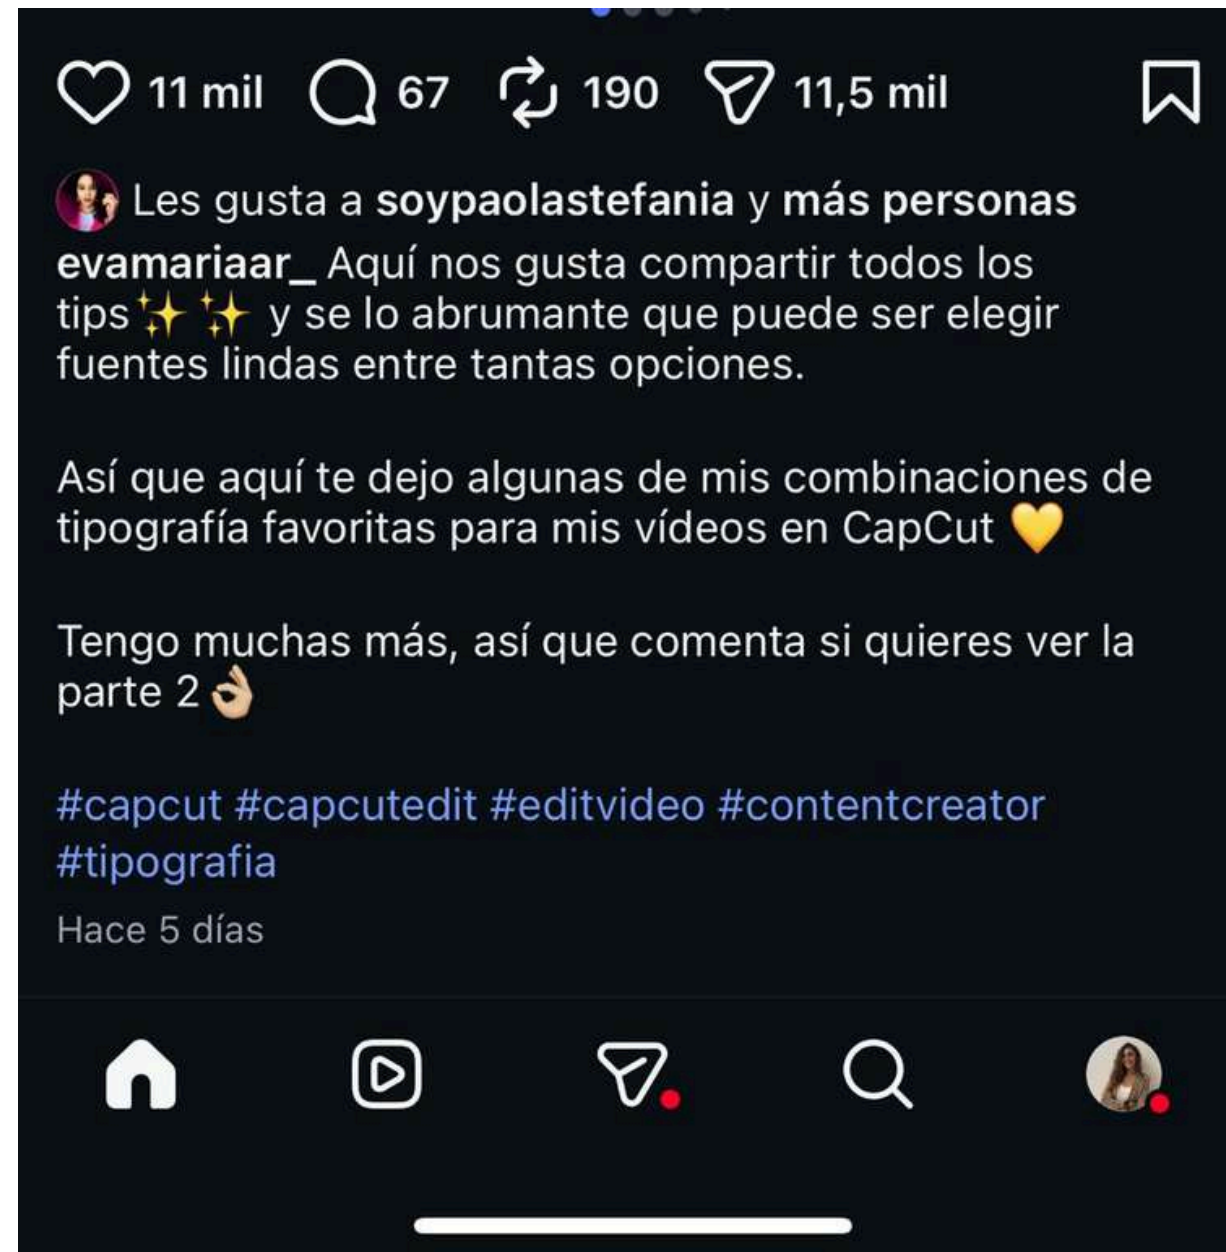 11 mil 67 190 11,5 mil
Les gusta a soypaolastefania y más personas
evamariaar_ Aquí nos gusta compartir todos los
tips✨✨ y se lo abrumante que puede ser elegir
fuentes lindas entre tantas opciones.
Así que aquí te dejo algunas de mis combinaciones de
tipografía favoritas para mis vídeos en CapCut 💛
Tengo muchas más, así que comenta si quieres ver la
parte 2👌🏼
#capcut #capcutedit #editvideo #contentcreator
#tipografia
Hace 5 días